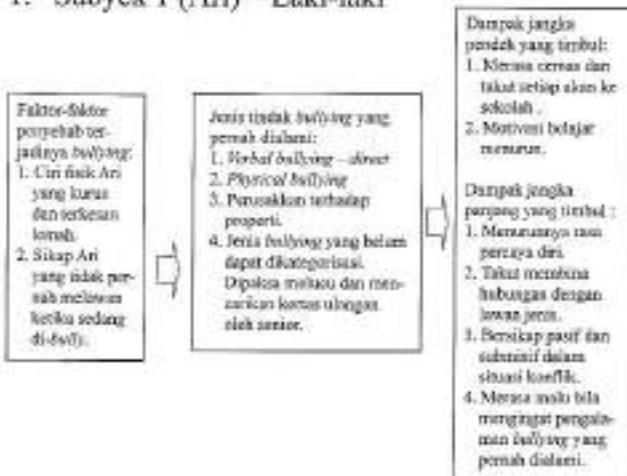 1. Subyek 1 (Ari) – Laki-laki
Faktor-faktor
penyebab ter-
jadinya bullying:
1. Ciri fisik Ari
yang kurus
dan terkesan
lemah.
2. Sikap Ari
yang tidak per-
nah melawan
ketika sedang
di-bully.
Jenis tindak bullying yang
pernah dialami:
1. Verbal bullying – direct
2. Physical bullying
3. Perusakkan terhadap
properti.
4. Jenis bullying yang belum
dapat dikategorisasi.
Dipaksa melucu dan men-
carikan kertas ulangan
oleh senior.
Dampak jangka
pendek yang timbul:
1. Merasa cemas dan
takut setiap akan ke
sekolah .
2. Motivasi belajar
menurun.
Dampak jangka
panjang yang timbul :
1. Menurunnya rasa
percaya diri.
2. Takut membina
hubungan dengan
lawan jenis.
3. Bersikap pasif dan
submisif dalam
situasi konflik.
4. Merasa malu bila
mengingat pengala-
man bullying yang
pernah dialami.